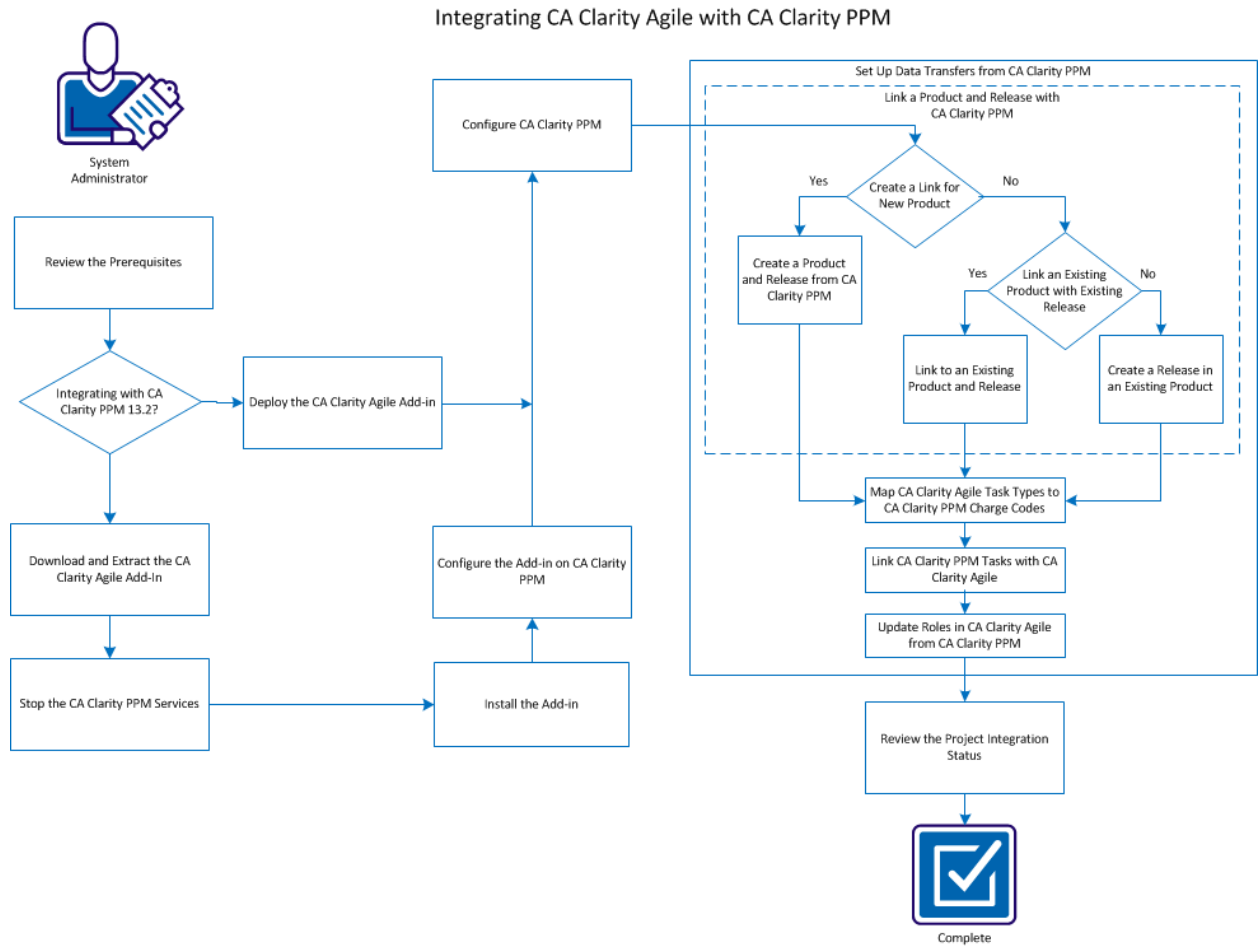 Integrating CA Clarity Agile with CA Clarity PPM
System
Administrator
Review the Prerequisites
Integrating with CA
Clarity PPM 13.2?
Deploy the CA Clarity Agile Add-in
Download and Extract the CA
Clarity Agile Add-In
Stop the CA Clarity PPM Services
Install the Add-in
Configure the Add-in on CA Clarity
PPM
Configure CA Clarity PPM
Set Up Data Transfers from CA Clarity PPM
Link a Product and Release with
CA Clarity PPM
Create a Link for
New Product
Yes
No
Create a Product
and Release from CA
Clarity PPM
Link an Existing
Product with Existing
Release
Yes
No
Link to an Existing
Product and Release
Create a Release in
an Existing Product
Map CA Clarity Agile Task Types to
CA Clarity PPM Charge Codes
Link CA Clarity PPM Tasks with CA
Clarity Agile
Update Roles in CA Clarity Agile
from CA Clarity PPM
Review the Project Integration
Status
Complete